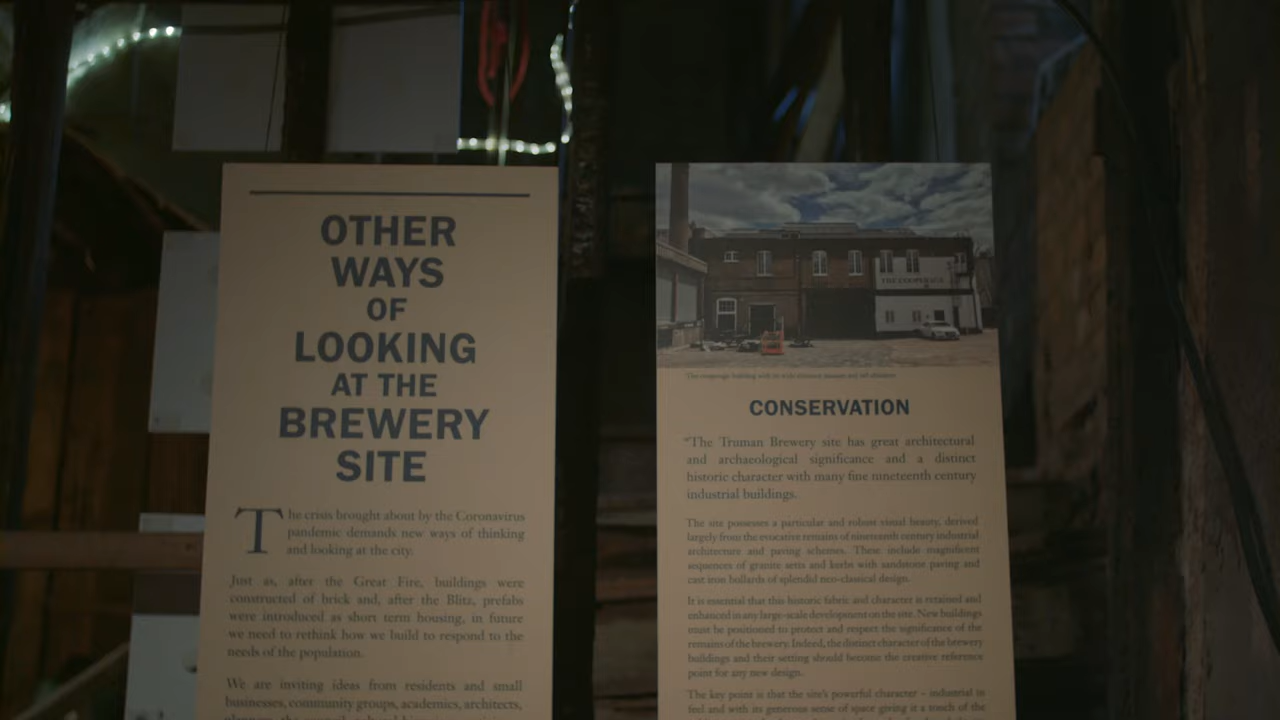 OTHER
WAYS
OF
LOOKING
AT THE
BREWERY
SITE
The crisis brought about by the Coronavirus
pandemic demands new ways of thinking
and looking at the city.
Just as, after the Great Fire, buildings were
constructed of brick and, after the Blitz, prefabs
were introduced as short term housing, in future
we need to rethink how we build to respond to the
needs of the population.
We are inviting ideas from residents and small
businesses, community groups, academics, architects,
THE COOPERAGE
CONSERVATION
"The Truman Brewery site has great architectural
and archaeological significance and a distinct
historic character with many fine nineteenth century
industrial buildings.
The site possesses a particular and robust visual beauty, derived
largely from the evocative remains of nineteenth century industrial
architecture and paving schemes. These include magnificent
sequences of granite setts and kerbs with sandstone paving and
cast iron bollards of splendid neo-classical design.
It is essential that this historic fabric and character is retained and
enhanced in any large-scale development on the site. New buildings
must be positioned to protect and respect the significance of the
remains of the brewery. Indeed, the distinct character of the brewery
buildings and their setting should become the creative reference
point for any new design.
The key point is that the site's powerful character – industrial in
feel and with its generous sense of space giving it a touch of the